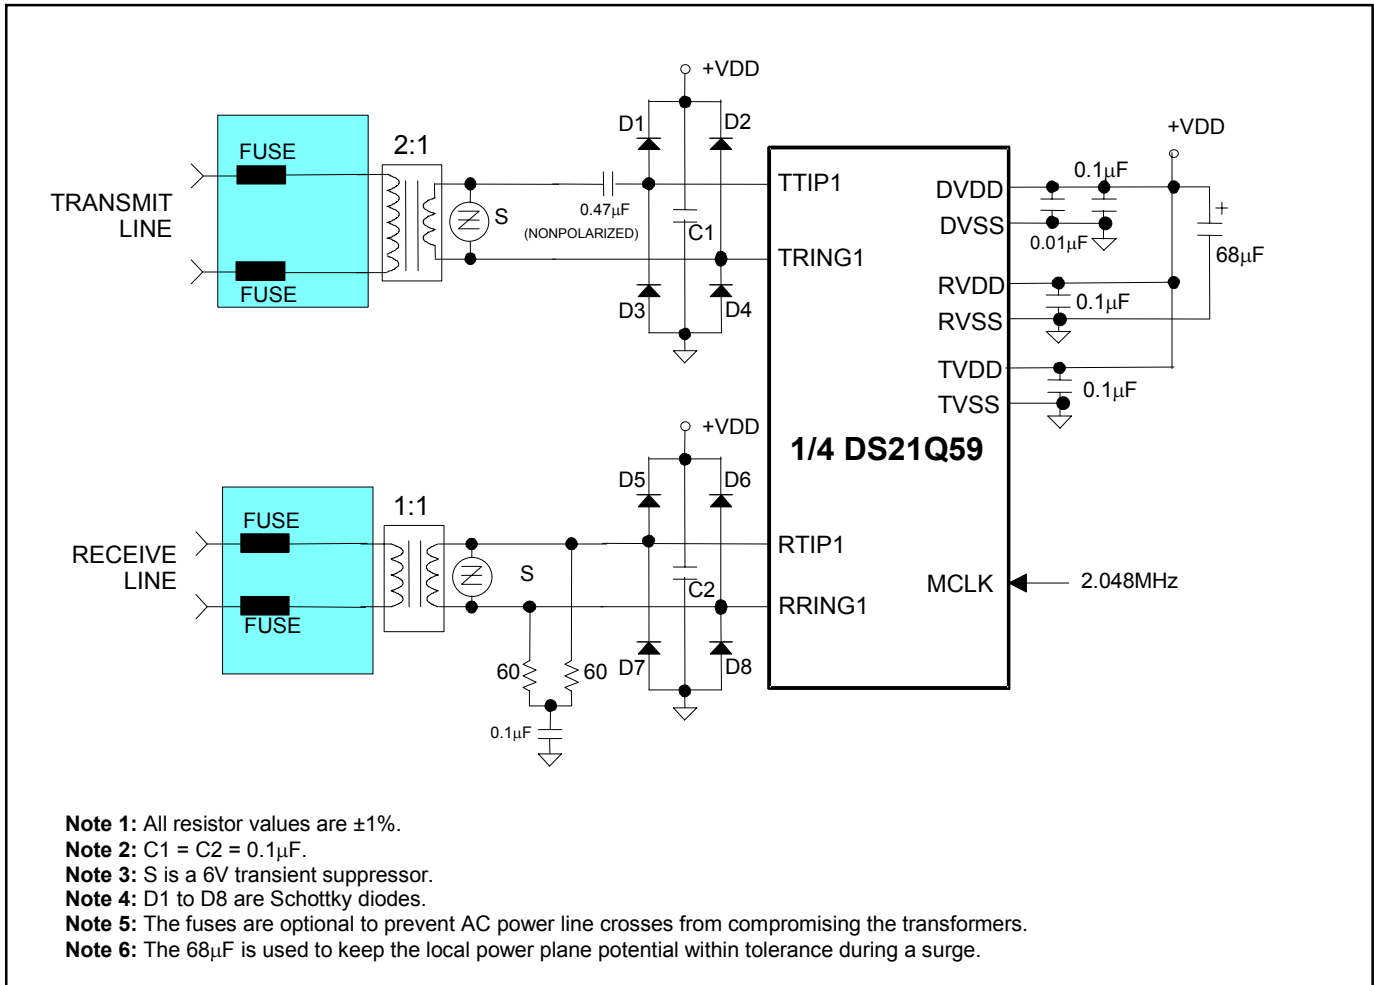 +VDD
D1
D2
FUSE
2:1
TRANSMIT
LINE
S
0.47µF
(NONPOLARIZED)
C1
FUSE
D3
D4
TTIP1
TRING1
+VDD
DVDD
0.1µF
DVSS
0.01µF
+
68µF
RVDD
0.1µF
RVSS
TVDD
0.1µF
TVSS
1/4 DS21Q59
+VDD
D5
D6
FUSE
1:1
RECEIVE
LINE
S
C2
FUSE
60
60
D7
D8
0.1µF
RTIP1
RRING1
MCLK
2.048MHz
Note 1: All resistor values are ±1%.
Note 2: C1 = C2 = 0.1µF.
Note 3: S is a 6V transient suppressor.
Note 4: D1 to D8 are Schottky diodes.
Note 5: The fuses are optional to prevent AC power line crosses from compromising the transformers.
Note 6: The 68µF is used to keep the local power plane potential within tolerance during a surge.